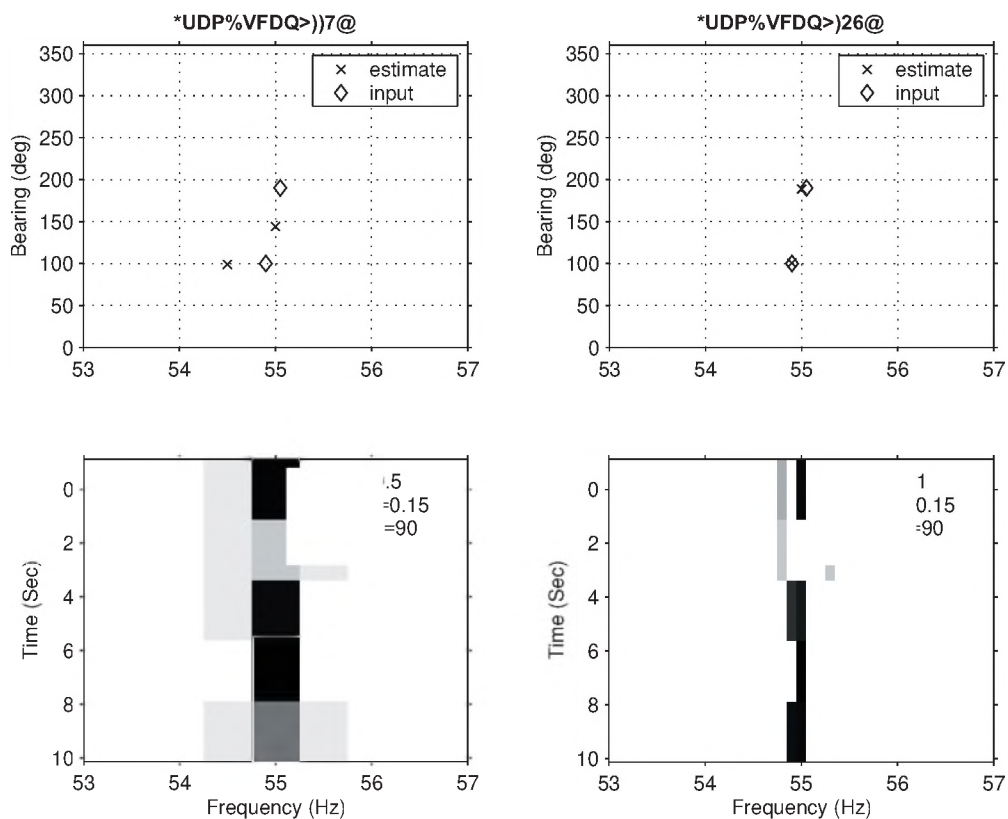 *UDP%VFDQ>))7@
350
300
250
200
150
100
50
0
Bearing (deg)
× estimate
◇ input
53 54 55 56 57
*UDP%VFDQ>)26@
350
300
250
200
150
100
50
0
Bearing (deg)
× estimate
◇ input
53 54 55 56 57
0
2
4
6
8
10
Time (Sec)
.5
=0.15
=90
53 54 55 56 57
Frequency (Hz)
0
2
4
6
8
10
Time (Sec)
1
0.15
=90
53 54 55 56 57
Frequency (Hz)